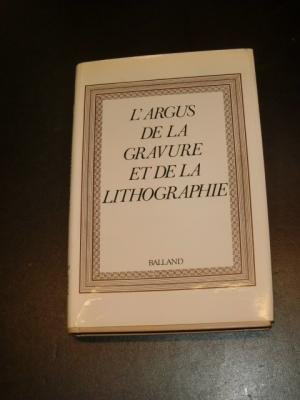 L'ARGUS
DE LA
GRAVURE
ET DE LA
LITHOGRAPHIE
BALLAND